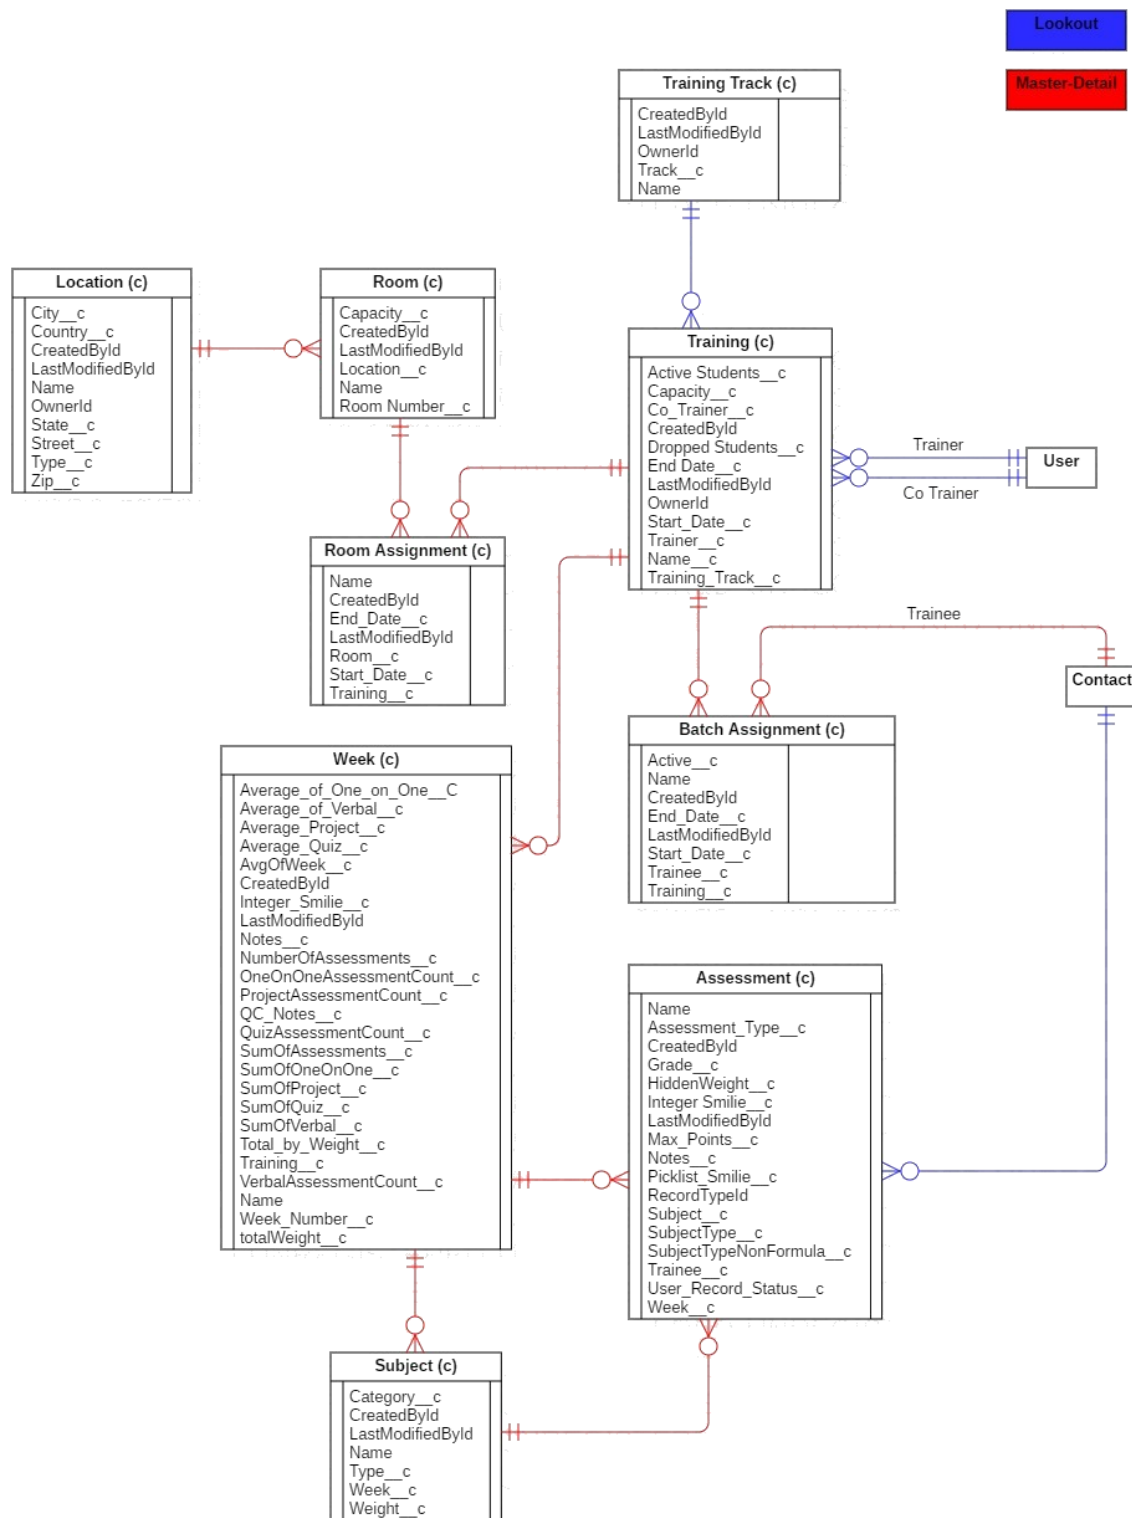 Lookout
Master-Detail
Training Track (c)
CreatedById
LastModifiedById
OwnerId
Track__c
Name
Location (c)
City__c
Country__c
CreatedById
LastModifiedById
Name
OwnerId
State__c
Street__c
Type__c
Zip__c
Room (c)
Capacity__c
CreatedById
LastModifiedById
Location__c
Name
Room Number__c
Training (c)
Active Students__c
Capacity__c
Co_Trainer__c
CreatedById
Dropped Students__c
End Date__c
LastModifiedById
OwnerId
Start_Date__c
Trainer__c
Name__c
Training_Track__c
Trainer
Co Trainer
User
Room Assignment (c)
Name
CreatedById
End_Date__c
LastModifiedById
Room__c
Start_Date__c
Training__c
Trainee
Contact
Batch Assignment (c)
Active__c
Name
CreatedById
End_Date__c
LastModifiedById
Start_Date__c
Trainee__c
Training__c
Week (c)
Average_of_One_on_One__C
Average_of_Verbal__c
Average_Project__c
Average_Quiz__c
AvgOfWeek__c
CreatedById
Integer_Smilie__c
LastModifiedById
Notes__c
NumberOfAssessments__c
OneOnOneAssessmentCount__c
ProjectAssessmentCount__c
QC_Notes__c
QuizAssessmentCount__c
SumOfAssessments__c
SumOfOneOnOne__c
SumOfProject__c
SumOfQuiz__c
SumOfVerbal__c
Total_by_Weight__c
Training__c
VerbalAssessmentCount__c
Name
Week_Number__c
totalWeight__c
Assessment (c)
Name
Assessment_Type__c
CreatedById
Grade__c
HiddenWeight__c
Integer Smilie__c
LastModifiedById
Max_Points__c
Notes__c
Picklist_Smilie__c
RecordTypeId
Subject__c
SubjectType__c
SubjectTypeNonFormula__c
Trainee__c
User_Record_Status__c
Week__c
Subject (c)
Category__c
CreatedById
LastModifiedById
Name
Type__c
Week__c
Weight__c